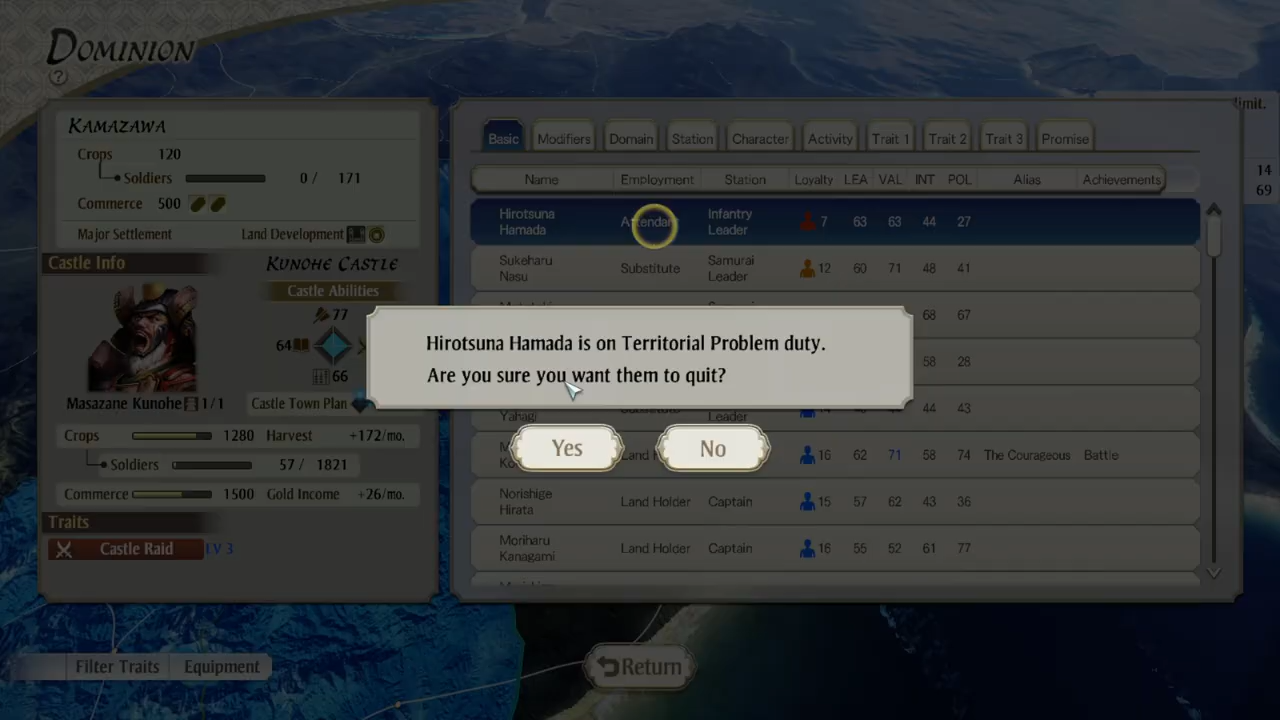 DOMINION
?
limit.
14
69
KAMAZAWA
Crops 120
Soldiers 0 / 171
Commerce 500
Major Settlement Land Development
Castle Info KUNOHE CASTLE
Castle Abilities
77
64
66
Masazane Kunohe 1/1 Castle Town Plan
Crops 1280 Harvest +172/mo.
Soldiers 57 / 1821
Commerce 1500 Gold Income +26/mo.
Traits
Castle Raid LV 3
Basic Modifiers Domain Station Character Activity Trait 1 Trait 2 Trait 3 Promise
Name Employment Station Loyalty LEA VAL INT POL Alias Achievements
Hirotsuna Hamada Attendant Infantry Leader 7 63 63 44 27
Sukeharu Nasu Substitute Samurai Leader 12 60 71 48 41
68 67
58 28
Yahagi Leader 44 43
16 62 71 58 74 The Courageous Battle
Norishige Hirata Land Holder Captain 15 57 62 43 36
Moriharu Kanagami Land Holder Captain 16 55 52 61 77
Hirotsuna Hamada is on Territorial Problem duty.
Are you sure you want them to quit?
Yes No
Filter Traits Equipment
Return